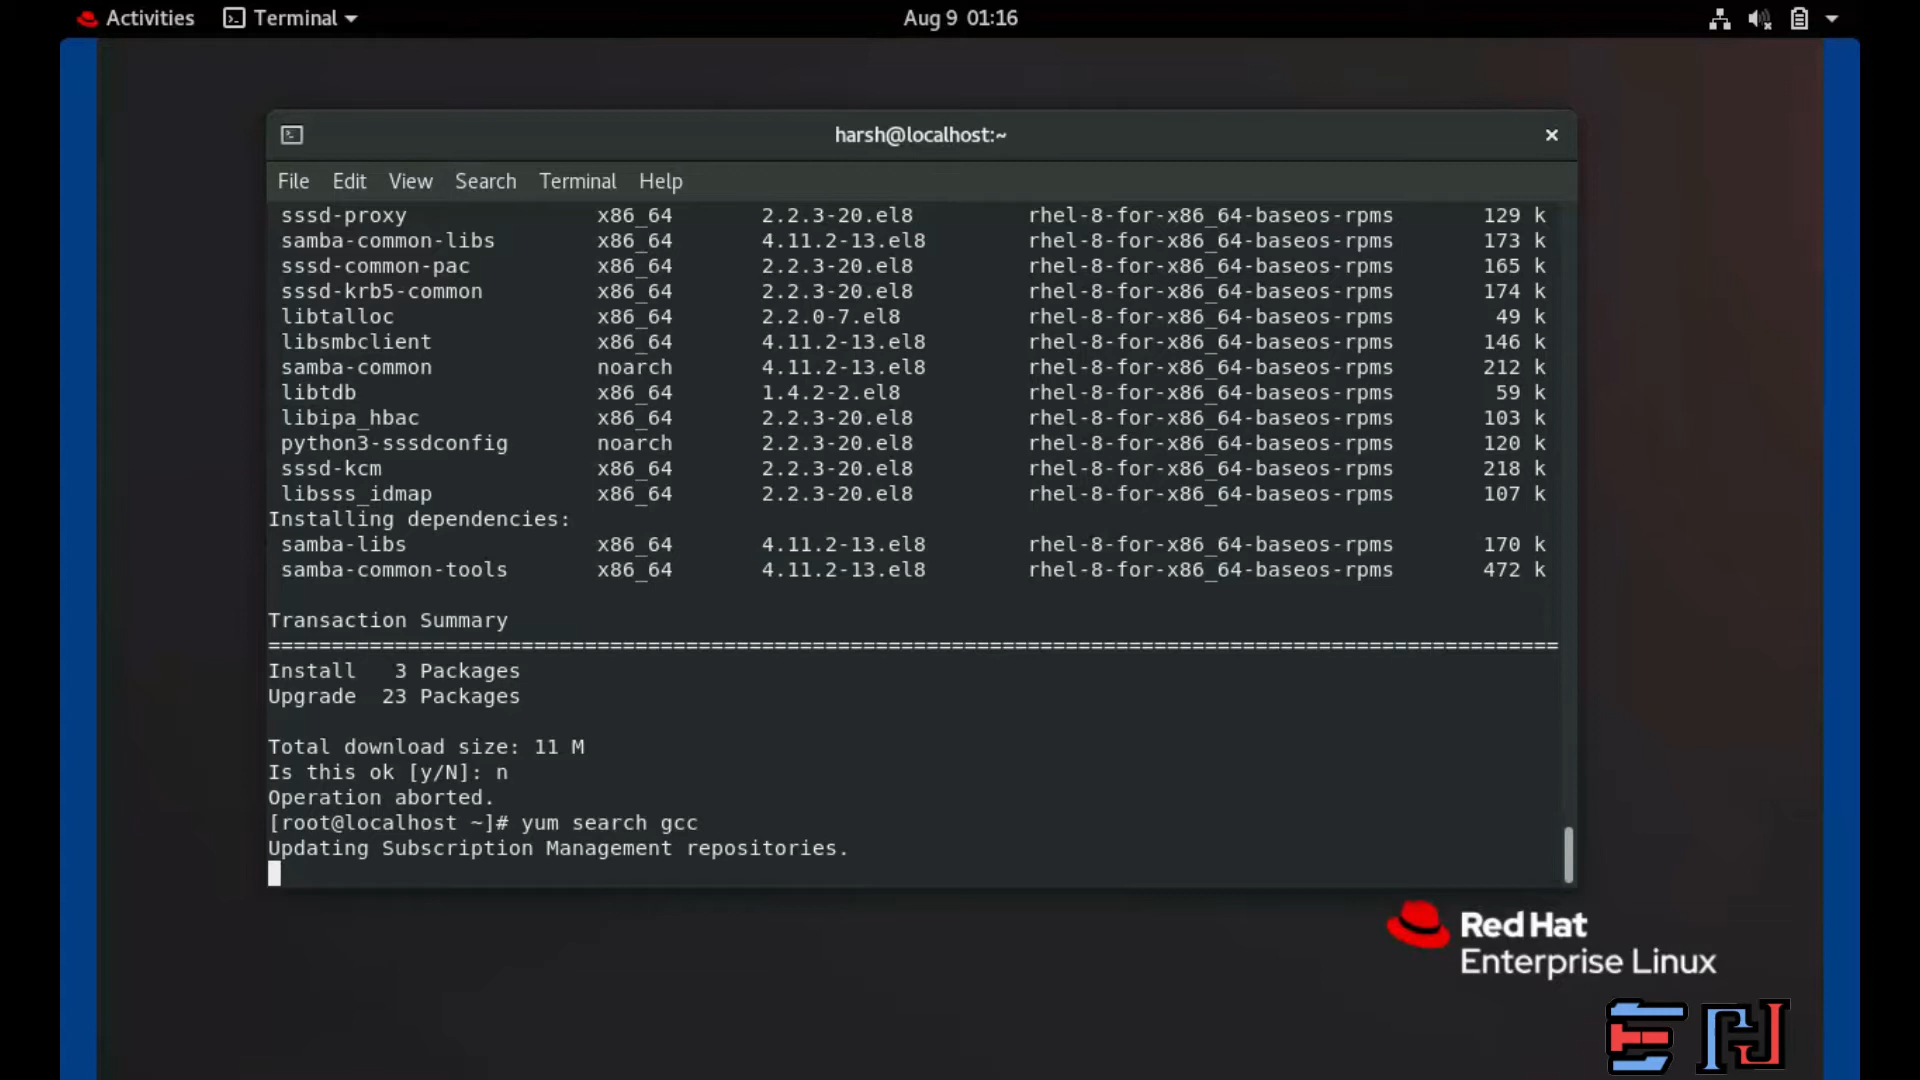 Activities Terminal Aug 9 01:16
harsh@localhost:~
File Edit View Search Terminal Help
sssd-proxy x86_64 2.2.3-20.el8 rhel-8-for-x86_64-baseos-rpms 129 k
samba-common-libs x86_64 4.11.2-13.el8 rhel-8-for-x86_64-baseos-rpms 173 k
sssd-common-pac x86_64 2.2.3-20.el8 rhel-8-for-x86_64-baseos-rpms 165 k
sssd-krb5-common x86_64 2.2.3-20.el8 rhel-8-for-x86_64-baseos-rpms 174 k
libtalloc x86_64 2.2.0-7.el8 rhel-8-for-x86_64-baseos-rpms 49 k
libsmbclient x86_64 4.11.2-13.el8 rhel-8-for-x86_64-baseos-rpms 146 k
samba-common noarch 4.11.2-13.el8 rhel-8-for-x86_64-baseos-rpms 212 k
libtdb x86_64 1.4.2-2.el8 rhel-8-for-x86_64-baseos-rpms 59 k
libipa_hbac x86_64 2.2.3-20.el8 rhel-8-for-x86_64-baseos-rpms 103 k
python3-sssdconfig noarch 2.2.3-20.el8 rhel-8-for-x86_64-baseos-rpms 120 k
sssd-kcm x86_64 2.2.3-20.el8 rhel-8-for-x86_64-baseos-rpms 218 k
libsss_idmap x86_64 2.2.3-20.el8 rhel-8-for-x86_64-baseos-rpms 107 k
Installing dependencies:
samba-libs x86_64 4.11.2-13.el8 rhel-8-for-x86_64-baseos-rpms 170 k
samba-common-tools x86_64 4.11.2-13.el8 rhel-8-for-x86_64-baseos-rpms 472 k
Transaction Summary
======================================================================================================
Install 3 Packages
Upgrade 23 Packages
Total download size: 11 M
Is this ok [y/N]: n
Operation aborted.
[root@localhost ~]# yum search gcc
Updating Subscription Management repositories.
Red Hat
Enterprise Linux